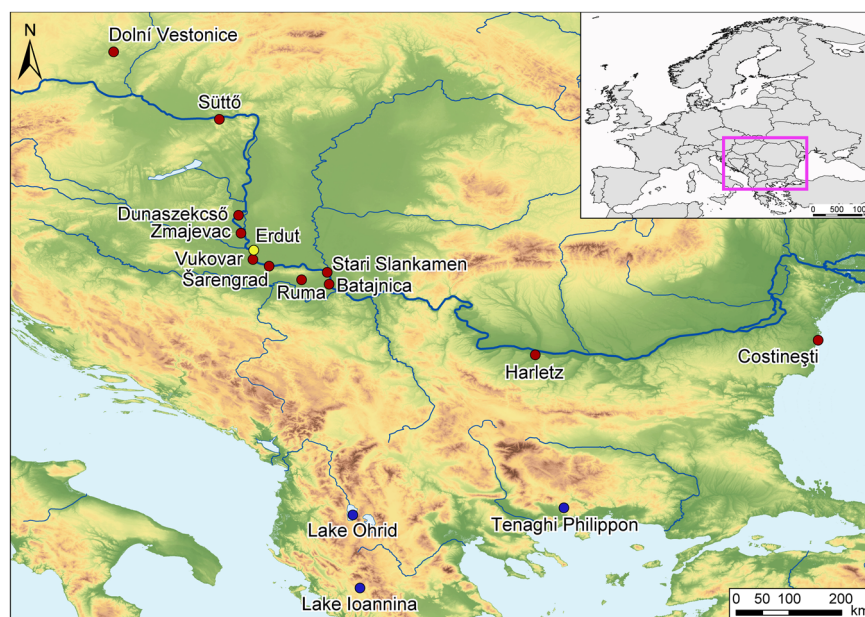 N
Dolní Vestonice
Süttő
0 500 100
Dunaszekcső
Zmajevac
Erdut
Vukovar
Šarengrad
Stari Slankamen
Ruma
Batajnica
Harletz
Costineşti
Lake Ohrid
Tenaghi Philippon
Lake Ioannina
0 50 100 200
km